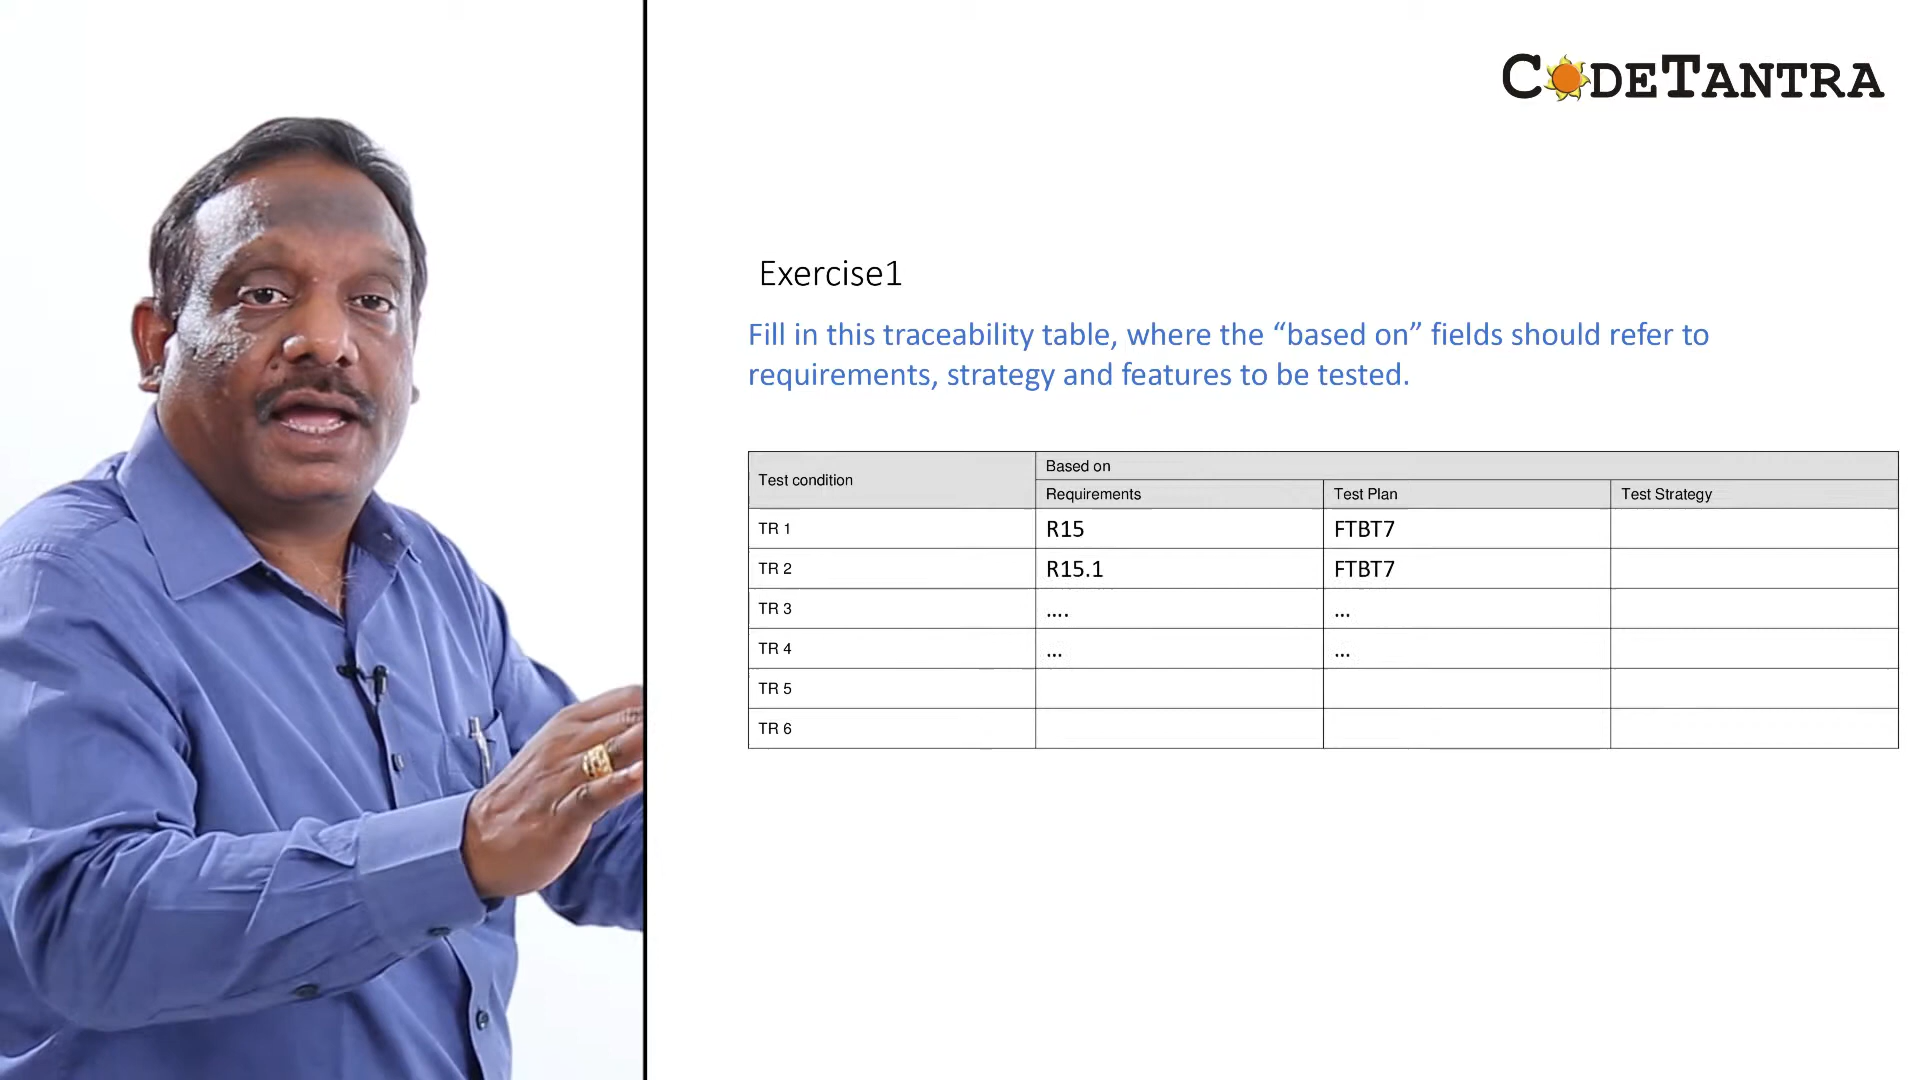 CODETANTRA
Exercise1
Fill in this traceability table, where the “based on” fields should refer to
requirements, strategy and features to be tested.
Test condition
Based on
Requirements Test Plan Test Strategy
TR 1 R15 FTBT7
TR 2 R15.1 FTBT7
TR 3 .... ...
TR 4 ... ...
TR 5
TR 6